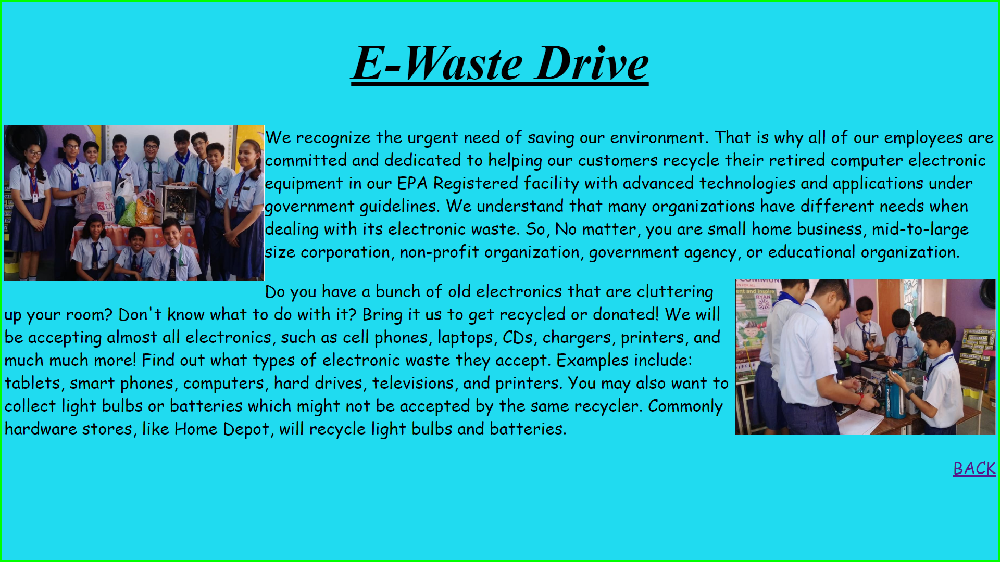 E-Waste Drive
We recognize the urgent need of saving our environment. That is why all of our employees are
committed and dedicated to helping our customers recycle their retired computer electronic
equipment in our EPA Registered facility with advanced technologies and applications under
government guidelines. We understand that many organizations have different needs when
dealing with its electronic waste. So, No matter, you are small home business, mid-to-large
size corporation, non-profit organization, government agency, or educational organization.
Do you have a bunch of old electronics that are cluttering
up your room? Don't know what to do with it? Bring it us to get recycled or donated! We will
be accepting almost all electronics, such as cell phones, laptops, CDs, chargers, printers, and
much much more! Find out what types of electronic waste they accept. Examples include:
tablets, smart phones, computers, hard drives, televisions, and printers. You may also want to
collect light bulbs or batteries which might not be accepted by the same recycler. Commonly
hardware stores, like Home Depot, will recycle light bulbs and batteries.
COMMUN
ION FOR ALL
ent and Inspire
RYAN
DIFFER
Panasonic
BACK